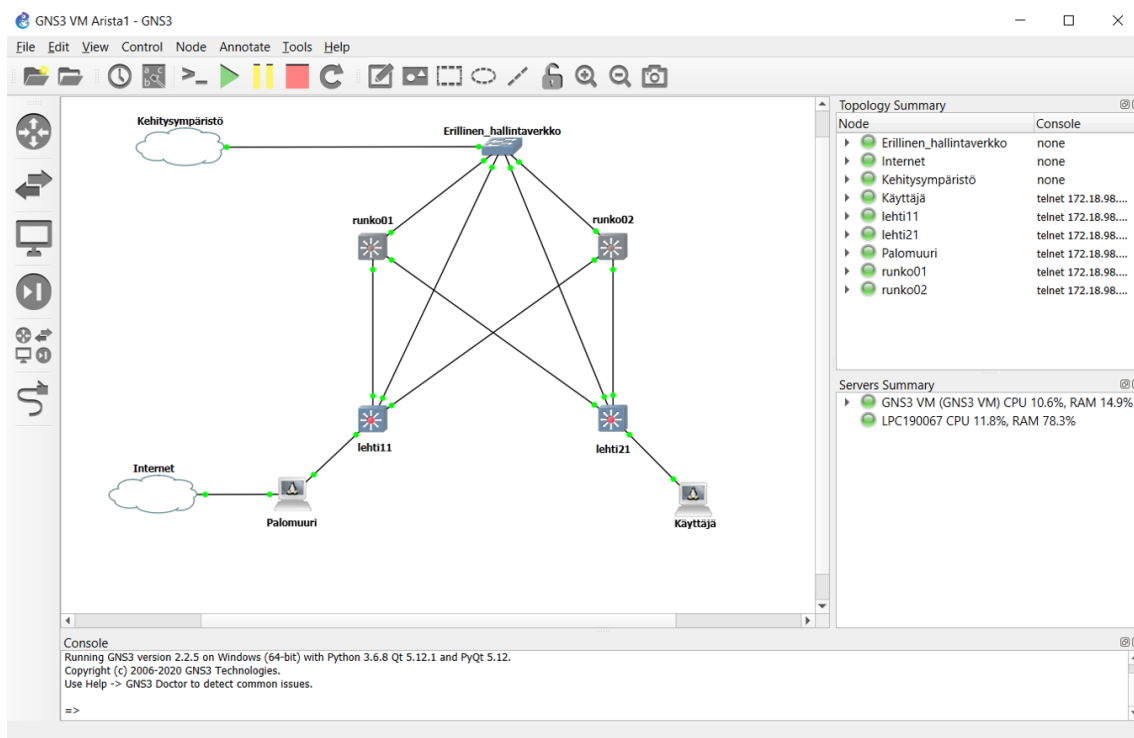 GNS3 VM Arista1 - GNS3
File Edit View Control Node Annotate Tools Help
Kehitysympäristö
Erillinen_hallintaverkko
runko01
runko02
lehti11
lehti21
Internet
Palomuuri
Käyttäjä
Topology Summary
Node Console
Erillinen_hallintaverkko none
Internet none
Kehitysympäristö none
Käyttäjä telnet 172.18.98....
lehti11 telnet 172.18.98....
lehti21 telnet 172.18.98....
Palomuuri telnet 172.18.98....
runko01 telnet 172.18.98....
runko02 telnet 172.18.98....
Servers Summary
GNS3 VM (GNS3 VM) CPU 10.6%, RAM 14.9%
LPC190067 CPU 11.8%, RAM 78.3%
Console
Running GNS3 version 2.2.5 on Windows (64-bit) with Python 3.6.8 Qt 5.12.1 and PyQt 5.12.
Copyright (c) 2006-2020 GNS3 Technologies.
Use Help -> GNS3 Doctor to detect common issues.
=>